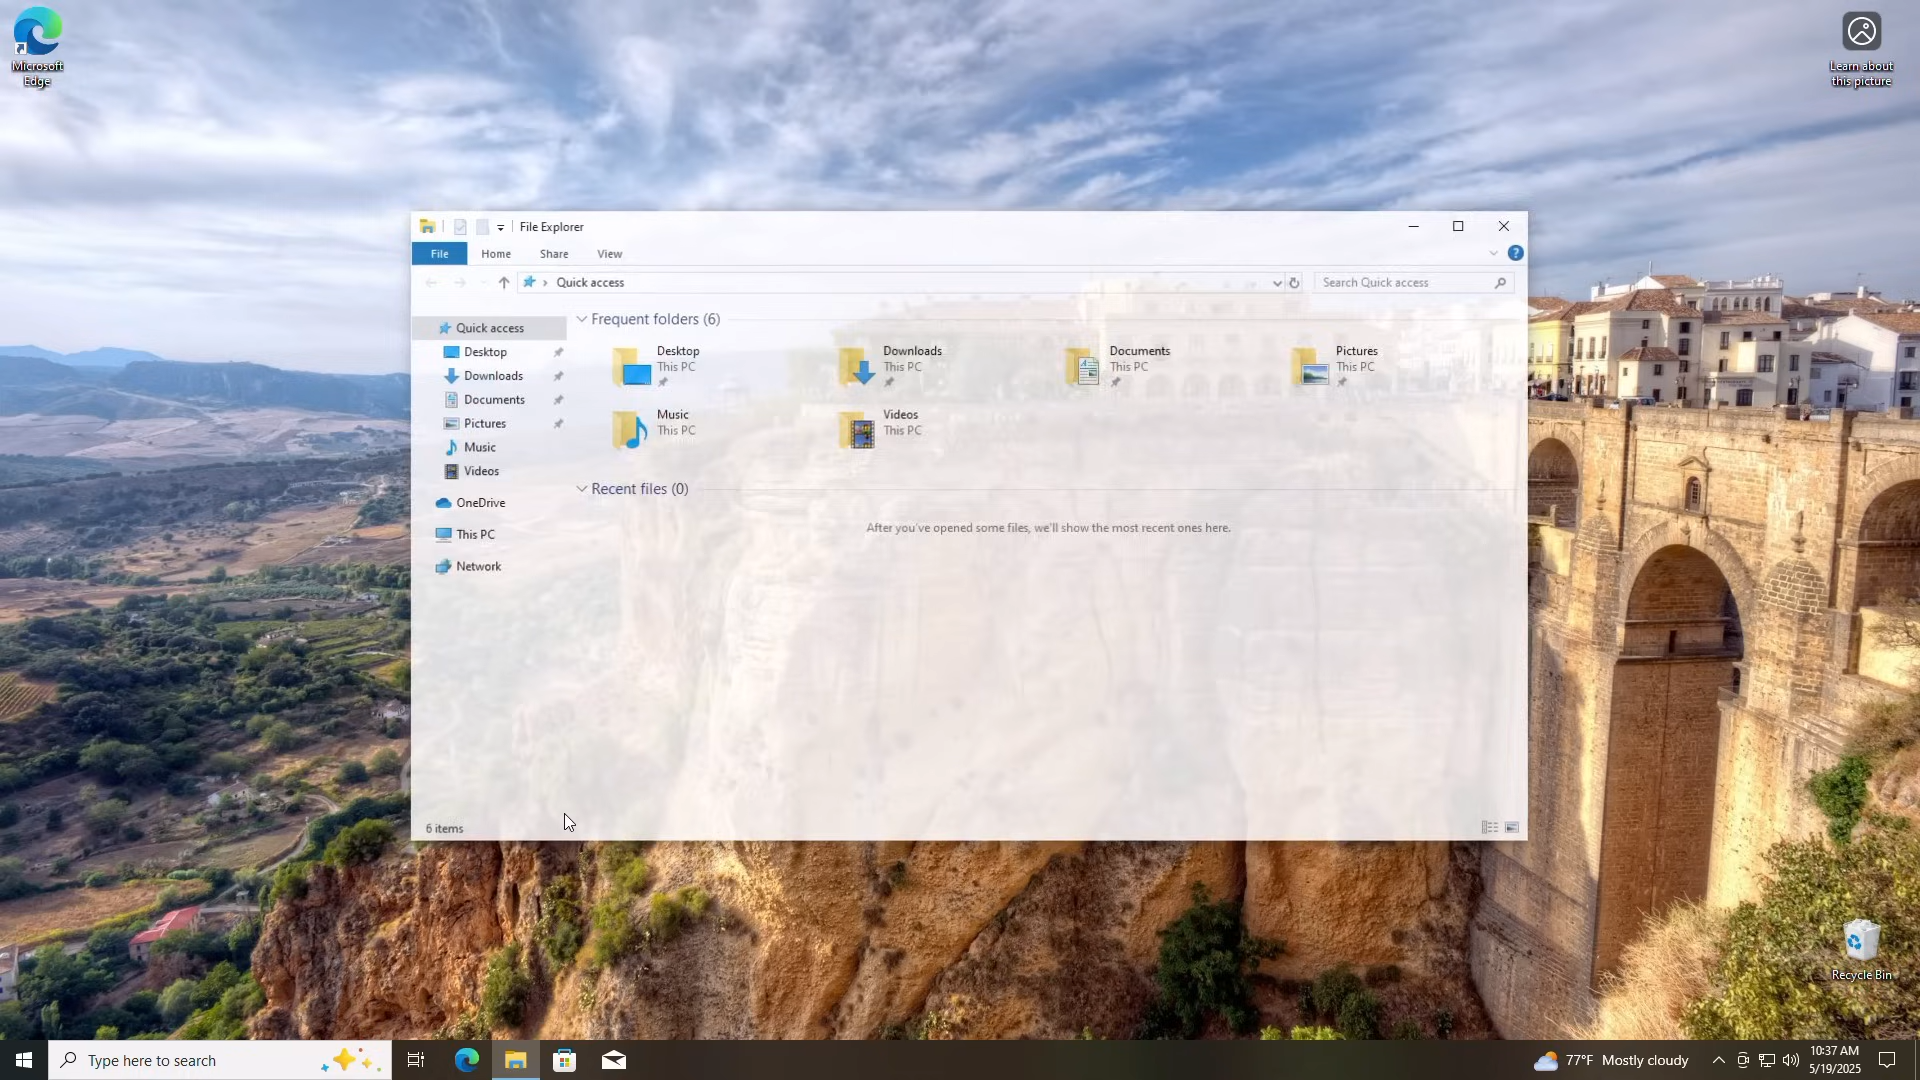 Microsoft
Edge
Learn about
this picture
File Explorer
File
Home
Share
View
Quick access
Search Quick access
Quick access
Desktop
Downloads
Documents
Pictures
Music
Videos
OneDrive
This PC
Network
Frequent folders (6)
Desktop
This PC
Downloads
This PC
Documents
This PC
Pictures
This PC
Music
This PC
Videos
This PC
Recent files (0)
After you've opened some files, we'll show the most recent ones here.
6 items
Recycle Bin
Type here to search
77°F Mostly cloudy
10:37 AM
5/19/2025